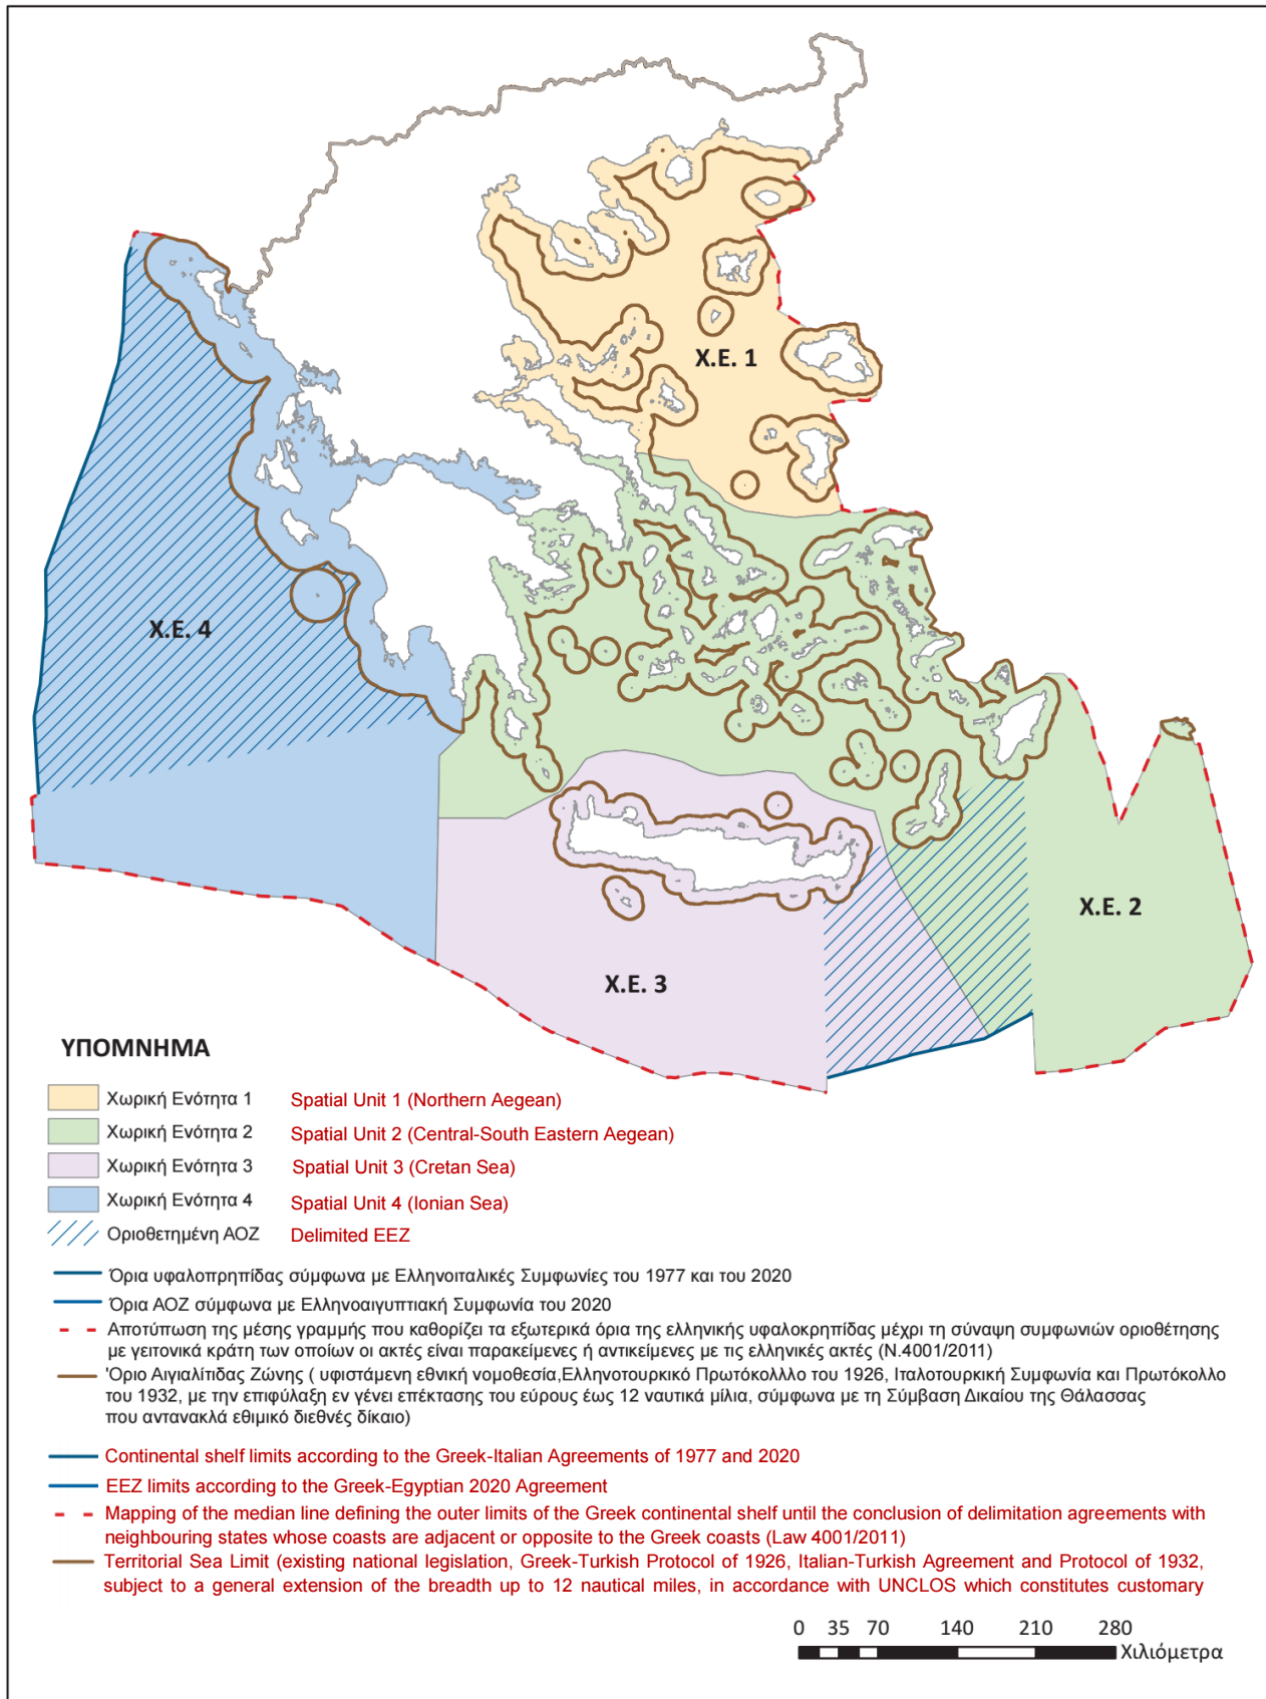 Χ.Ε. 1
Χ.Ε. 4
Χ.Ε. 2
Χ.Ε. 3
ΥΠΟΜΝΗΜΑ
Χωρική Ενότητα 1 Spatial Unit 1 (Northern Aegean)
Χωρική Ενότητα 2 Spatial Unit 2 (Central-South Eastern Aegean)
Χωρική Ενότητα 3 Spatial Unit 3 (Cretan Sea)
Χωρική Ενότητα 4 Spatial Unit 4 (Ionian Sea)
Οριοθετημένη ΑΟΖ Delimited EEZ
Όρια υφαλοπρηπίδας σύμφωνα με Ελληνοιταλικές Συμφωνίες του 1977 και του 2020
Όρια ΑΟΖ σύμφωνα με Ελληνοαιγυπτιακή Συμφωνία του 2020
Αποτύπωση της μέσης γραμμής που καθορίζει τα εξωτερικά όρια της ελληνικής υφαλοκρηπίδας μέχρι τη σύναψη συμφωνιών οριοθέτησης
με γειτονικά κράτη των οποίων οι ακτές είναι παρακείμενες ή αντικείμενες με τις ελληνικές ακτές (Ν.4001/2011)
'Οριο Αιγιαλίτιδας Ζώνης ( υφιστάμενη εθνική νομοθεσία,Ελληνοτουρκικό Πρωτόκολλλο του 1926, Ιταλοτουρκική Συμφωνία και Πρωτόκολλο
του 1932, με την επιφύλαξη εν γένει επέκτασης του εύρους έως 12 ναυτικά μίλια, σύμφωνα με τη Σύμβαση Δικαίου της Θάλασσας
που αντανακλά εθιμικό διεθνές δίκαιο)
Continental shelf limits according to the Greek-Italian Agreements of 1977 and 2020
EEZ limits according to the Greek-Egyptian 2020 Agreement
Mapping of the median line defining the outer limits of the Greek continental shelf until the conclusion of delimitation agreements with
neighbouring states whose coasts are adjacent or opposite to the Greek coasts (Law 4001/2011)
Territorial Sea Limit (existing national legislation, Greek-Turkish Protocol of 1926, Italian-Turkish Agreement and Protocol of 1932,
subject to a general extension of the breadth up to 12 nautical miles, in accordance with UNCLOS which constitutes customary
0 35 70 140 210 280
Χιλιόμετρα